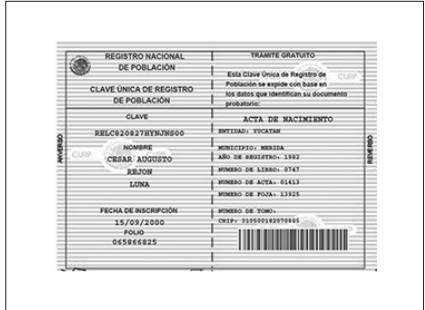 REGISTRO NACIONAL
DE POBLACIÓN
CLAVE ÚNICA DE REGISTRO
DE POBLACIÓN
CLAVE
RELC820827HYNJNS00
NOMBRE
CESAR AUGUSTO
REJON
LUNA
FECHA DE INSCRIPCIÓN
15/09/2000
FOLIO
065866825
ANVERSO
CURP
TRÁMITE GRATUITO
Esta Clave Única de Registro de
Población se expide con base en
los datos que identifican su documento
probatorio:
CURP
ACTA DE NACIMIENTO
ENTIDAD: YUCATAN
MUNICIPIO: MERIDA
AÑO DE REGISTRO: 1982
NUMERO DE LIBRO: 0747
NUMERO DE ACTA: 01413
NUMERO DE FOJA: 13925
NUMERO DE TOMO:
CRIP: 310500182070825
REVERSO